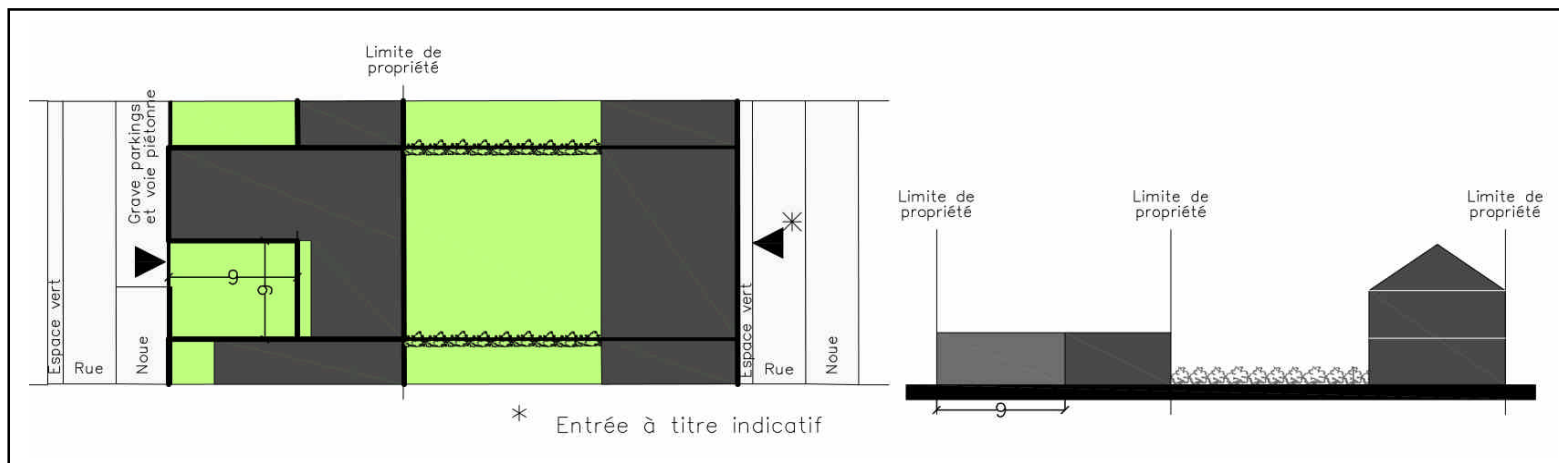 Limite de
propriété
Espace vert
Rue
Grave parkings
et voie piétonne
Noue
9
9
*
Espace vert
Rue
Noue
* Entrée à titre indicatif
Limite de
propriété
Limite de
propriété
Limite de
propriété
9